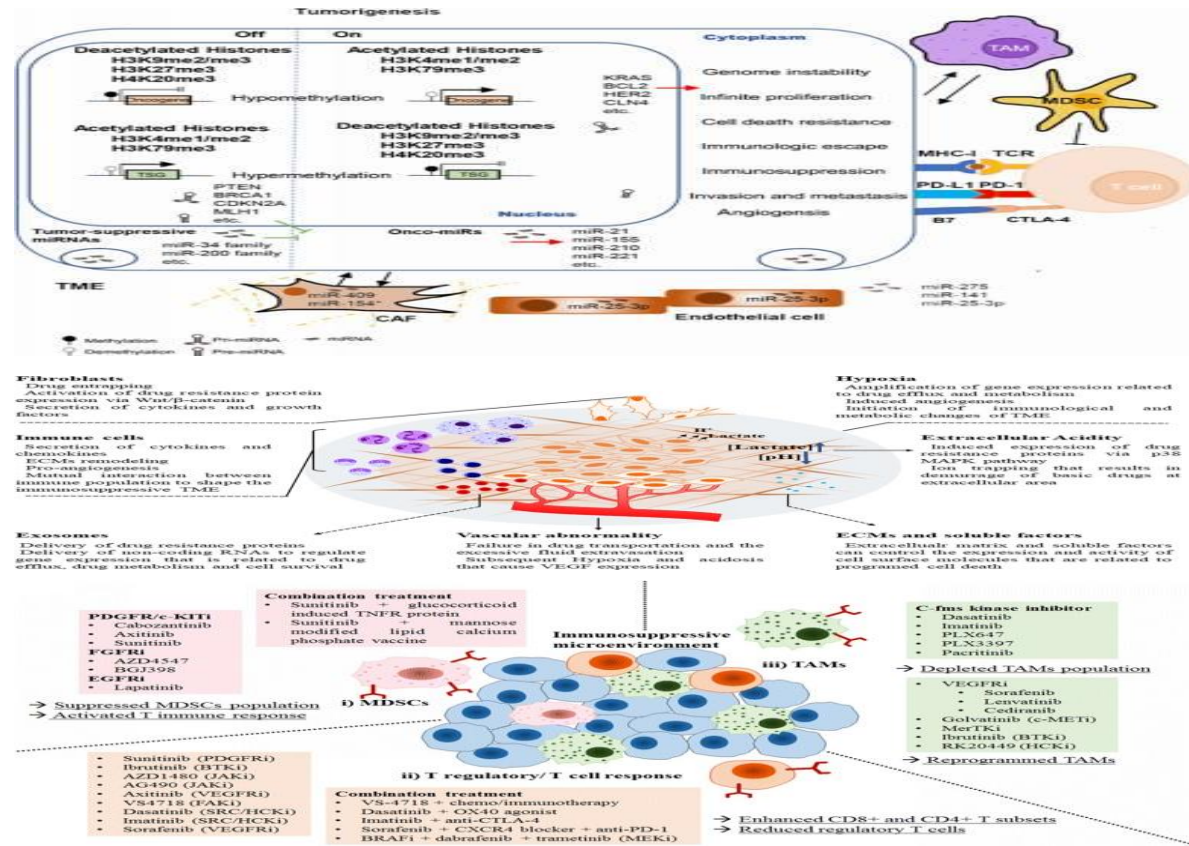 Tumorigenesis
Off On
Deacetylated Histones
H3K9me2/me3
H3K27me3
H4K20me3
Oncogene
Hypomethylation
Acetylated Histones
H3K4me1/me2
H3K79me3
Oncogene
Acetylated Histones
H3K4me1/me2
H3K79me3
TSG
Hypermethylation
Deacetylated Histones
H3K9me2/me3
H3K27me3
H4K20me3
TSG
PTEN
BRCA1
CDKN2A
MLH1
etc.
KRAS
BCL2
HER2
CLN4
etc.
Nucleus
Cytoplasm
Genome instability
Infinite proliferation
Cell death resistance
Immunologic escape
Immunosuppression
Invasion and metastasis
Angiogensis
TAM
MDSC
MHC-I TCR
PD-L1 PD-1
B7 CTLA-4
T cell
Tumor-suppressive
miRNAs
miR-34 family
miR-200 family
etc.
Onco-miRs
miR-21
miR-155
miR-210
miR-221
etc.
TME
miR-409
miR-154*
CAF
miR-25-3p
miR-25-3p
Endothelial cell
miR-275
miR-141
miR-25-3p
Methylation
Demethylation
Pri-miRNA
Pre-miRNA
miRNA
Fibroblasts
Drug entrapping
Activation of drug resistance protein
expression via Wnt/β-catenin
Secretion of cytokines and growth
factors
Immune cells
Secretion of cytokines and
chemokines
ECMs remodeling
Pro-angiogenesis
Mutual interaction between
immune population to shape the
immunosuppressive TME
Hypoxia
Amplification of gene expression related
to drug efflux and metabolism
Induced angiogenesis
Initiation of immunological and
metabolic changes of TME
H+
Lactate
[Lactate]
[pH]
Extracellular Acidity
Induced expression of drug
resistance proteins via p38
MAPK pathway
Ion trapping that results in
demurrage of basic drugs at
extracellular area
Exosomes
Delivery of drug resistance proteins
Delivery of non-coding RNAs to regulate
gene expression that is related to drug
efflux, drug metabolism and cell survival
Vascular abnormality
Failure in drug transportation and the
excessive fluid extravasation
Subsequent Hypoxia and acidosis
that cause VEGF expression
ECMs and soluble factors
Extracellualr matrix and soluble factors
can control the expression and activity of
cell surface molecules that are related to
programed cell death
PDGFR/c-KITi
• Cabozantinib
• Axitinib
• Sunitinib
FGFRi
• AZD4547
• BGJ398
EGFRi
• Lapatinib
→ Suppressed MDSCs population
→ Activated T immune response
Combination treatment
• Sunitinib + glucocorticoid
induced TNFR protein
• Sunitinib + mannose
modified lipid calcium
phosphate vaccine
i) MDSCs
Immunosuppressive
microenvironment
iii) TAMs
C-fms kinase inhibitor
• Dasatinib
• Imatinib
• PLX647
• PLX3397
• Pacritinib
→ Depleted TAMs population
• VEGFRi
• Sorafenib
• Lenvatinib
• Cediranib
• Golvatinib (c-METi)
• MerTKi
• Ibrutinib (BTKi)
• RK20449 (HCKi)
→ Reprogrammed TAMs
ii) T regulatory/ T cell response
• Sunitinib (PDGFRi)
• Ibrutinib (BTKi)
• AZD1480 (JAKi)
• AG490 (JAKi)
• Axitinib (VEGFRi)
• VS4718 (FAKi)
• Dasatinib (SRC/HCKi)
• Imatinib (SRC/HCKi)
• Sorafenib (VEGFRi)
Combination treatment
• VS-4718 + chemo/immunotherapy
• Dasatinib + OX40 agonist
• Imatinib + anti-CTLA-4
• Sorafenib + CXCR4 blocker + anti-PD-1
• BRAFi + dabrafenib + trametinib (MEKi)
→ Enhanced CD8+ and CD4+ T subsets
→ Reduced regulatory T cells